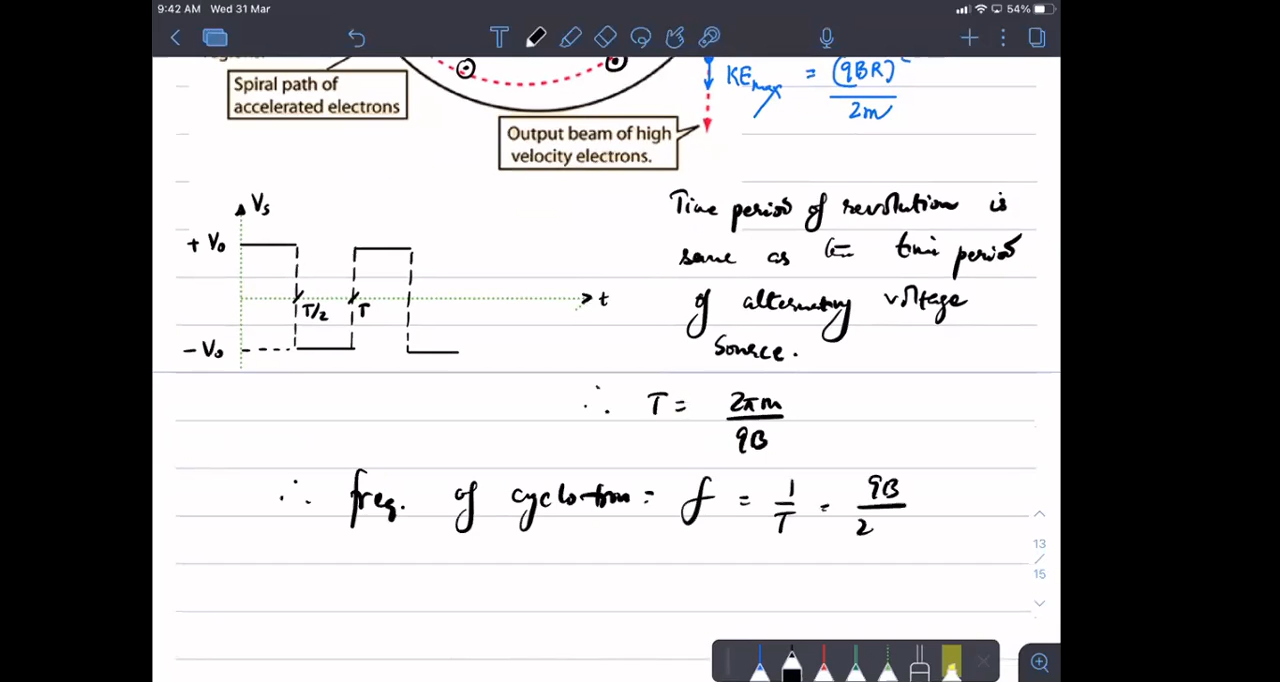 9:42 AM Wed 31 Mar
54%
Spiral path of
accelerated electrons
Output beam of high
velocity electrons.
KEmax = (qBR)
2m
Vs
+ V₀
T/2
T
t
- V₀
Time period of revolution is
same as the time period
of alternating voltage
source.
∴ T = 2πm
qB
∴ freq. of cyclotron = f = 1/T = qB
2
13
/
15